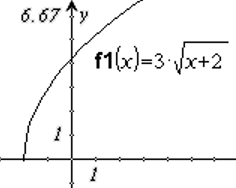 6.67 y
f1(x)=3·√x+2
1
1